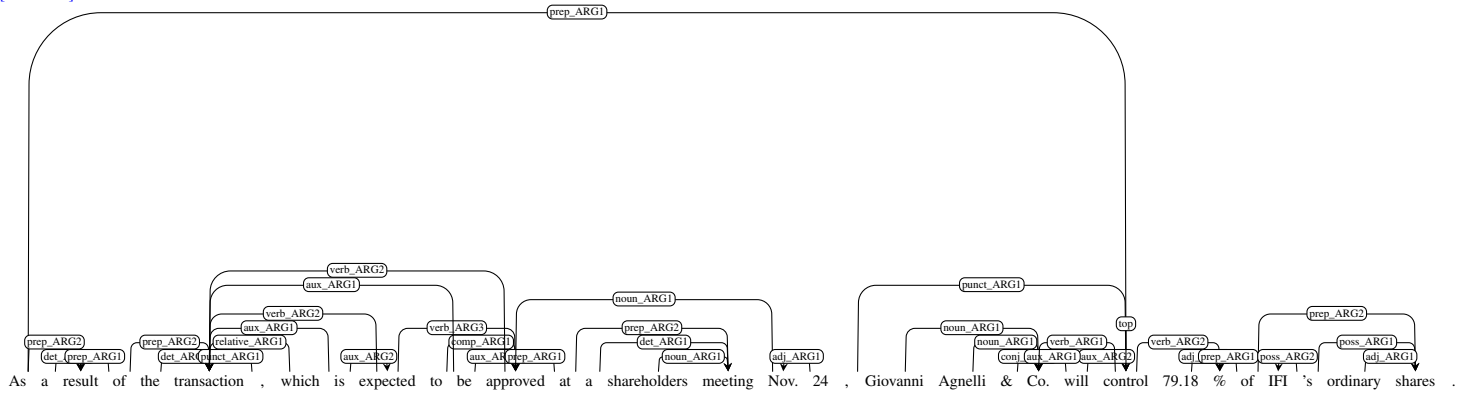 prep_ARG1
verb_ARG2
aux_ARG1
punct_ARG1
noun_ARG1
verb_ARG2
prep_ARG2
top
aux_ARG1
verb_ARG3
prep_ARG2
noun_ARG1
prep_ARG2
prep_ARG2
relative_ARG1
comp_ARG1
det_ARG1
noun_ARG1
verb_ARG1
verb_ARG2
poss_ARG1
prep_ARG1
punct_ARG1
aux_ARG2
prep_ARG1
noun_ARG1
adj_ARG1
aux_ARG1
aux_ARG2
prep_ARG1
poss_ARG2
adj_ARG1
As a result of the transaction , which is expected to be approved at a shareholders meeting Nov. 24 , Giovanni Agnelli & Co. will control 79.18 % of IFI 's ordinary shares .